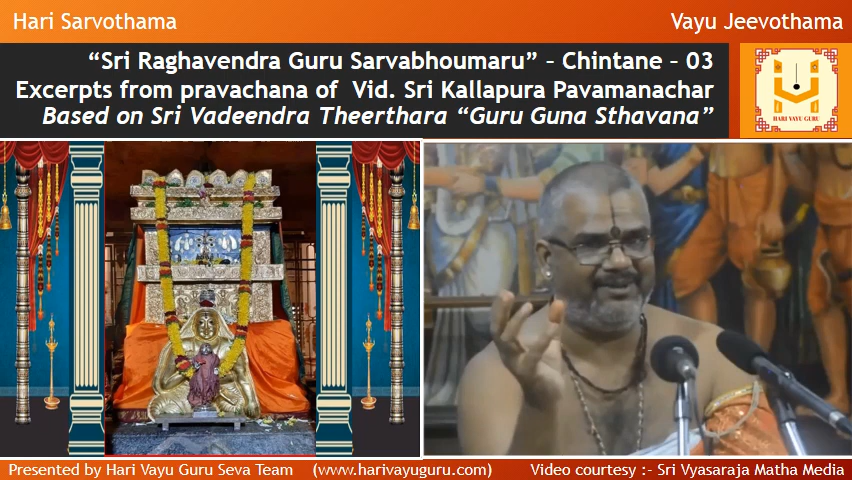 Hari Sarvothama
Vayu Jeevothama
“Sri Raghavendra Guru Sarvabhoumaru” – Chintane – 03
Excerpts from pravachana of Vid. Sri Kallapura Pavamanachar
Based on Sri Vadeendra Theerthara “Guru Guna Sthavana”
HARI VAYU GURU
Presented by Hari Vayu Guru Seva Team (www.harivayuguru.com)
Video courtesy :- Sri Vyasaraja Matha Media